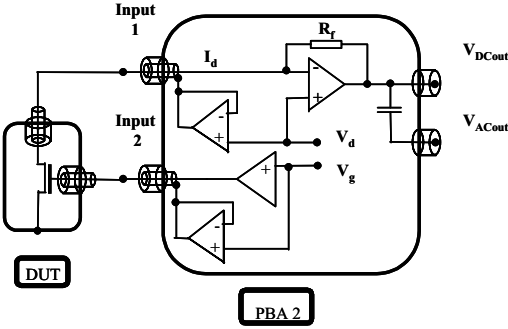 Input
1
I_d
R_f
V_DCout
-
+
-
+
Input
2
V_d
V_g
V_ACout
+
-
+
DUT
PBA 2